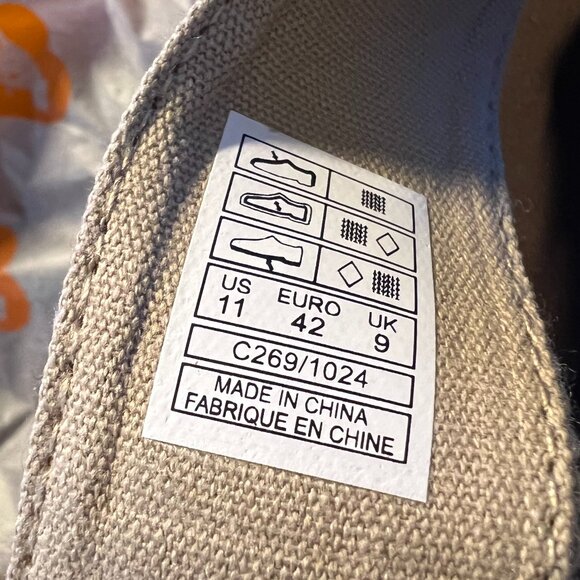 US EURO UK
11 42 9
C269/1024
MADE IN CHINA
FABRIQUE EN CHINE